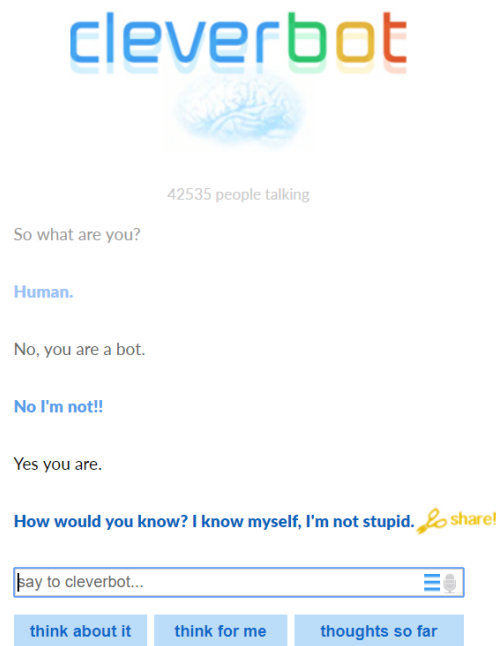 cleverbot
42535 people talking
So what are you?
Human.
No, you are a bot.
No I'm not!!
Yes you are.
How would you know? I know myself, I'm not stupid. share!
say to cleverbot...
think about it think for me thoughts so far